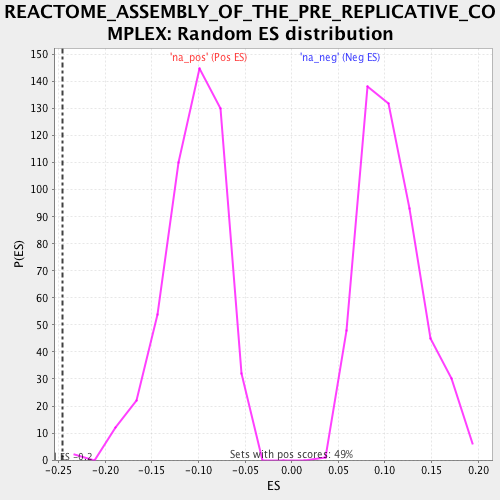 REACTOME_ASSEMBLY_OF_THE_PRE_REPLICATIVE_CO
MPLEX: Random ES distribution
'na_pos' (Pos ES) 'na_neg' (Neg ES)
150
140
130
120
110
100
90
80
70
60
50
40
30
20
10
0
P(ES)
ES -0.2
Sets with pos scores: 49%
-0.25 -0.20 -0.15 -0.10 -0.05 0.00 0.05 0.10 0.15 0.20
ES